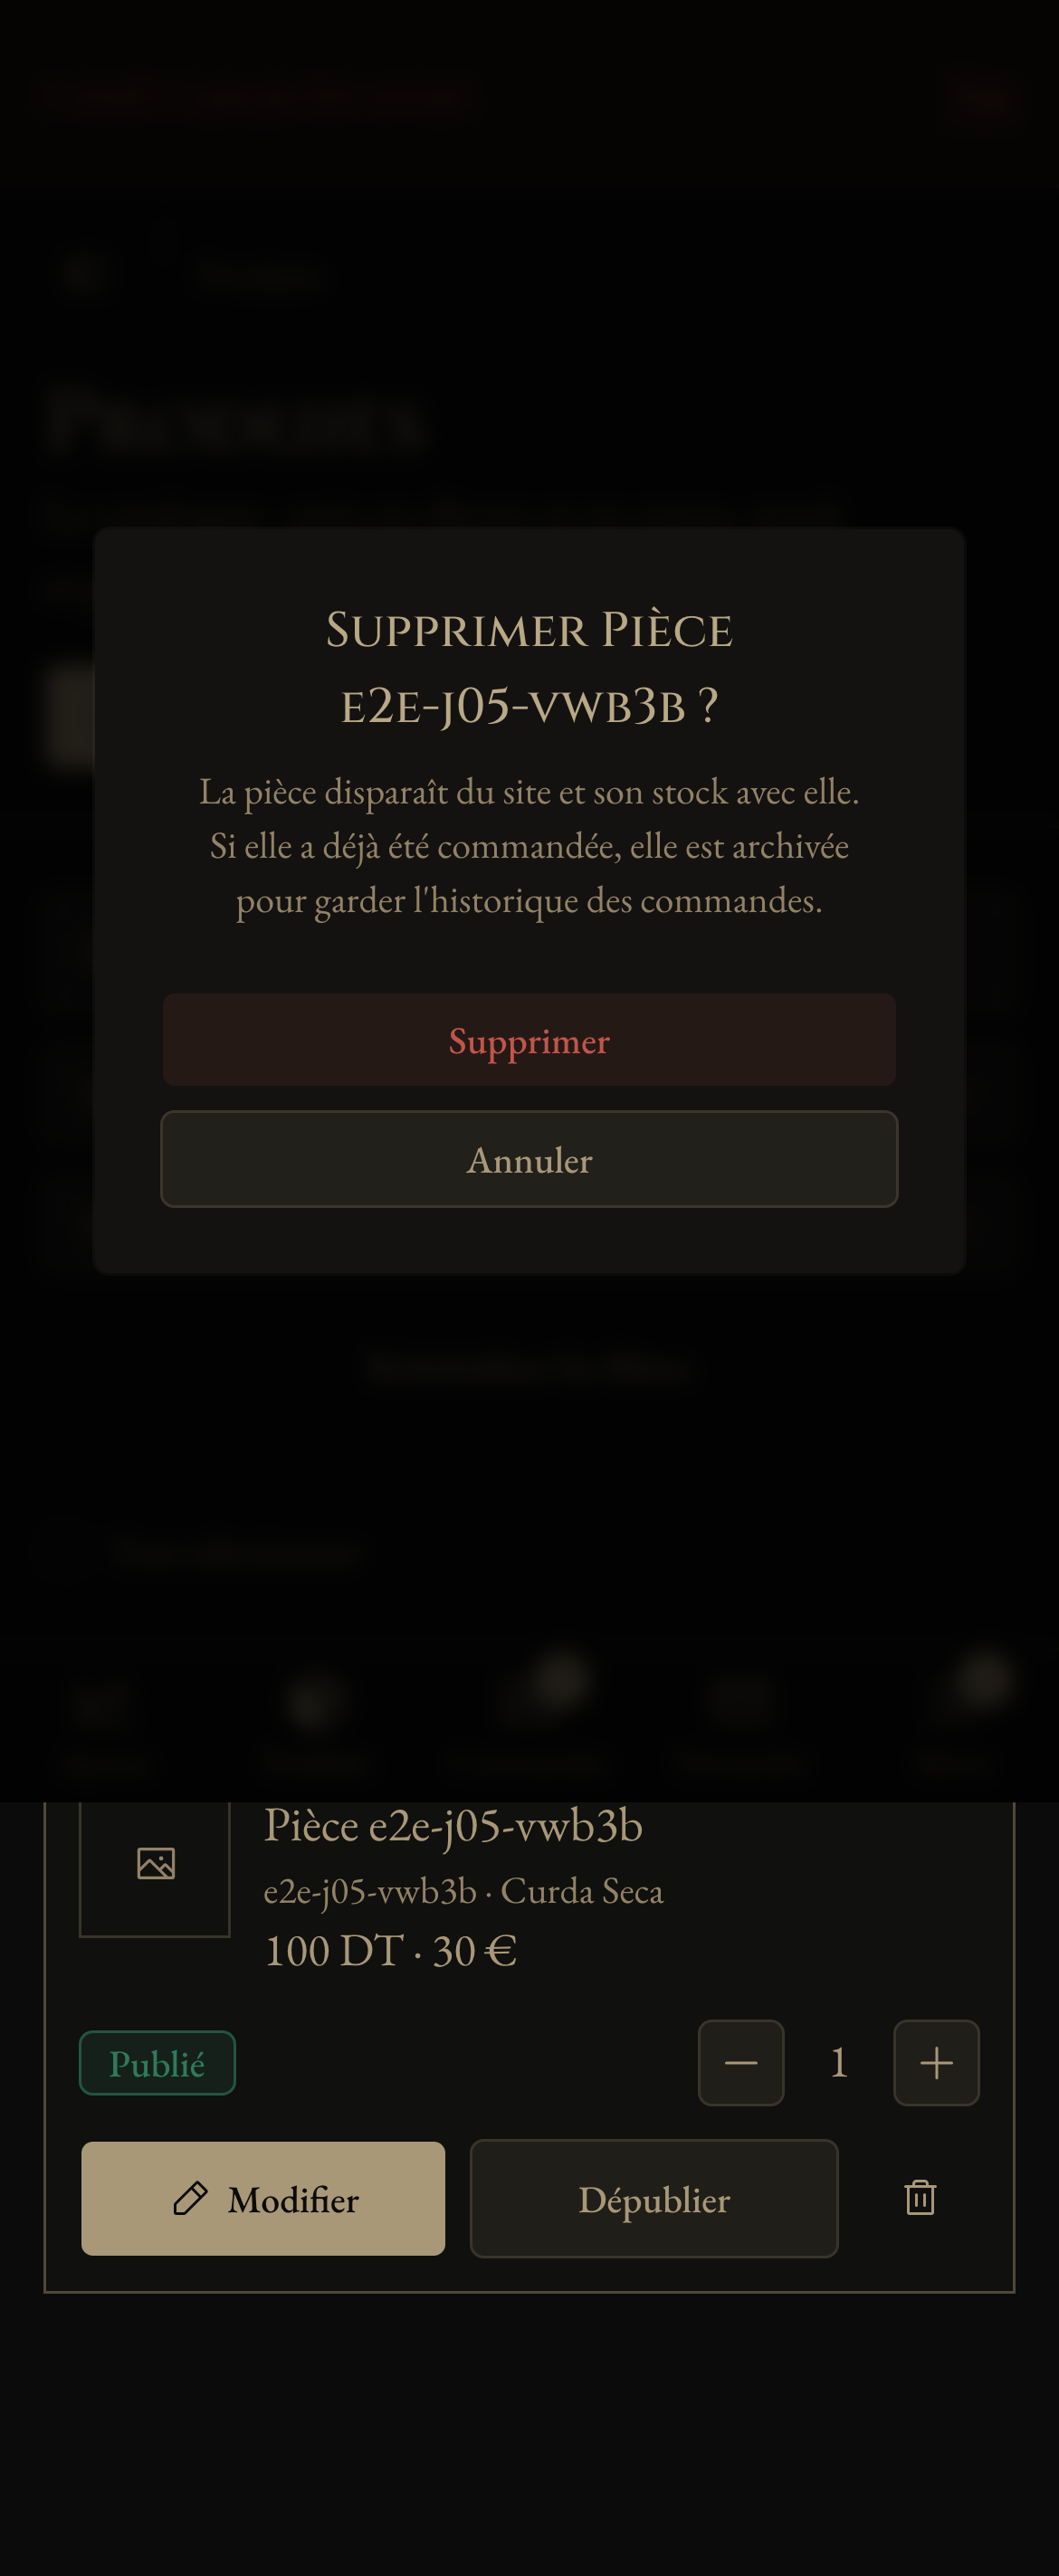 Produits
Supprimer Pièce
e2e-j05-vwb3b ?
La pièce disparaît du site et son stock avec elle.
Si elle a déjà été commandée, elle est archivée
pour garder l'historique des commandes.
Supprimer
Annuler
Pièce e2e-j05-vwb3b
e2e-j05-vwb3b · Curda Seca
100 DT · 30 €
Publié
1
Modifier
Dépublier